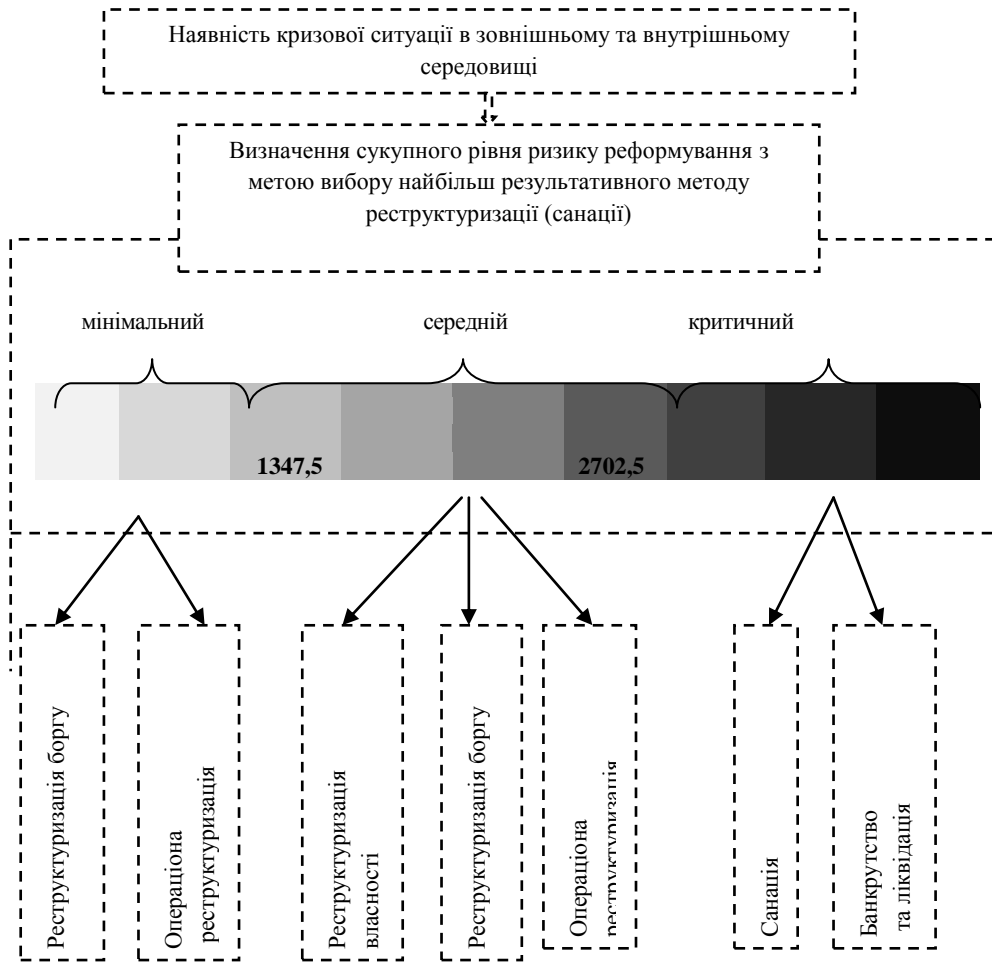 Наявність кризової ситуації в зовнішньому та внутрішньому
середовищі
Визначення сукупного рівня ризику реформування з
метою вибору найбільш результативного методу
реструктуризації (санації)
мінімальний
середній
критичний
1347,5
2702,5
Реструктуризація боргу
Операціона
реструктуризація
Реструктуризація
власності
Реструктуризація боргу
Операціона
реструктуризація
Санація
Банкрутство
та ліквідація